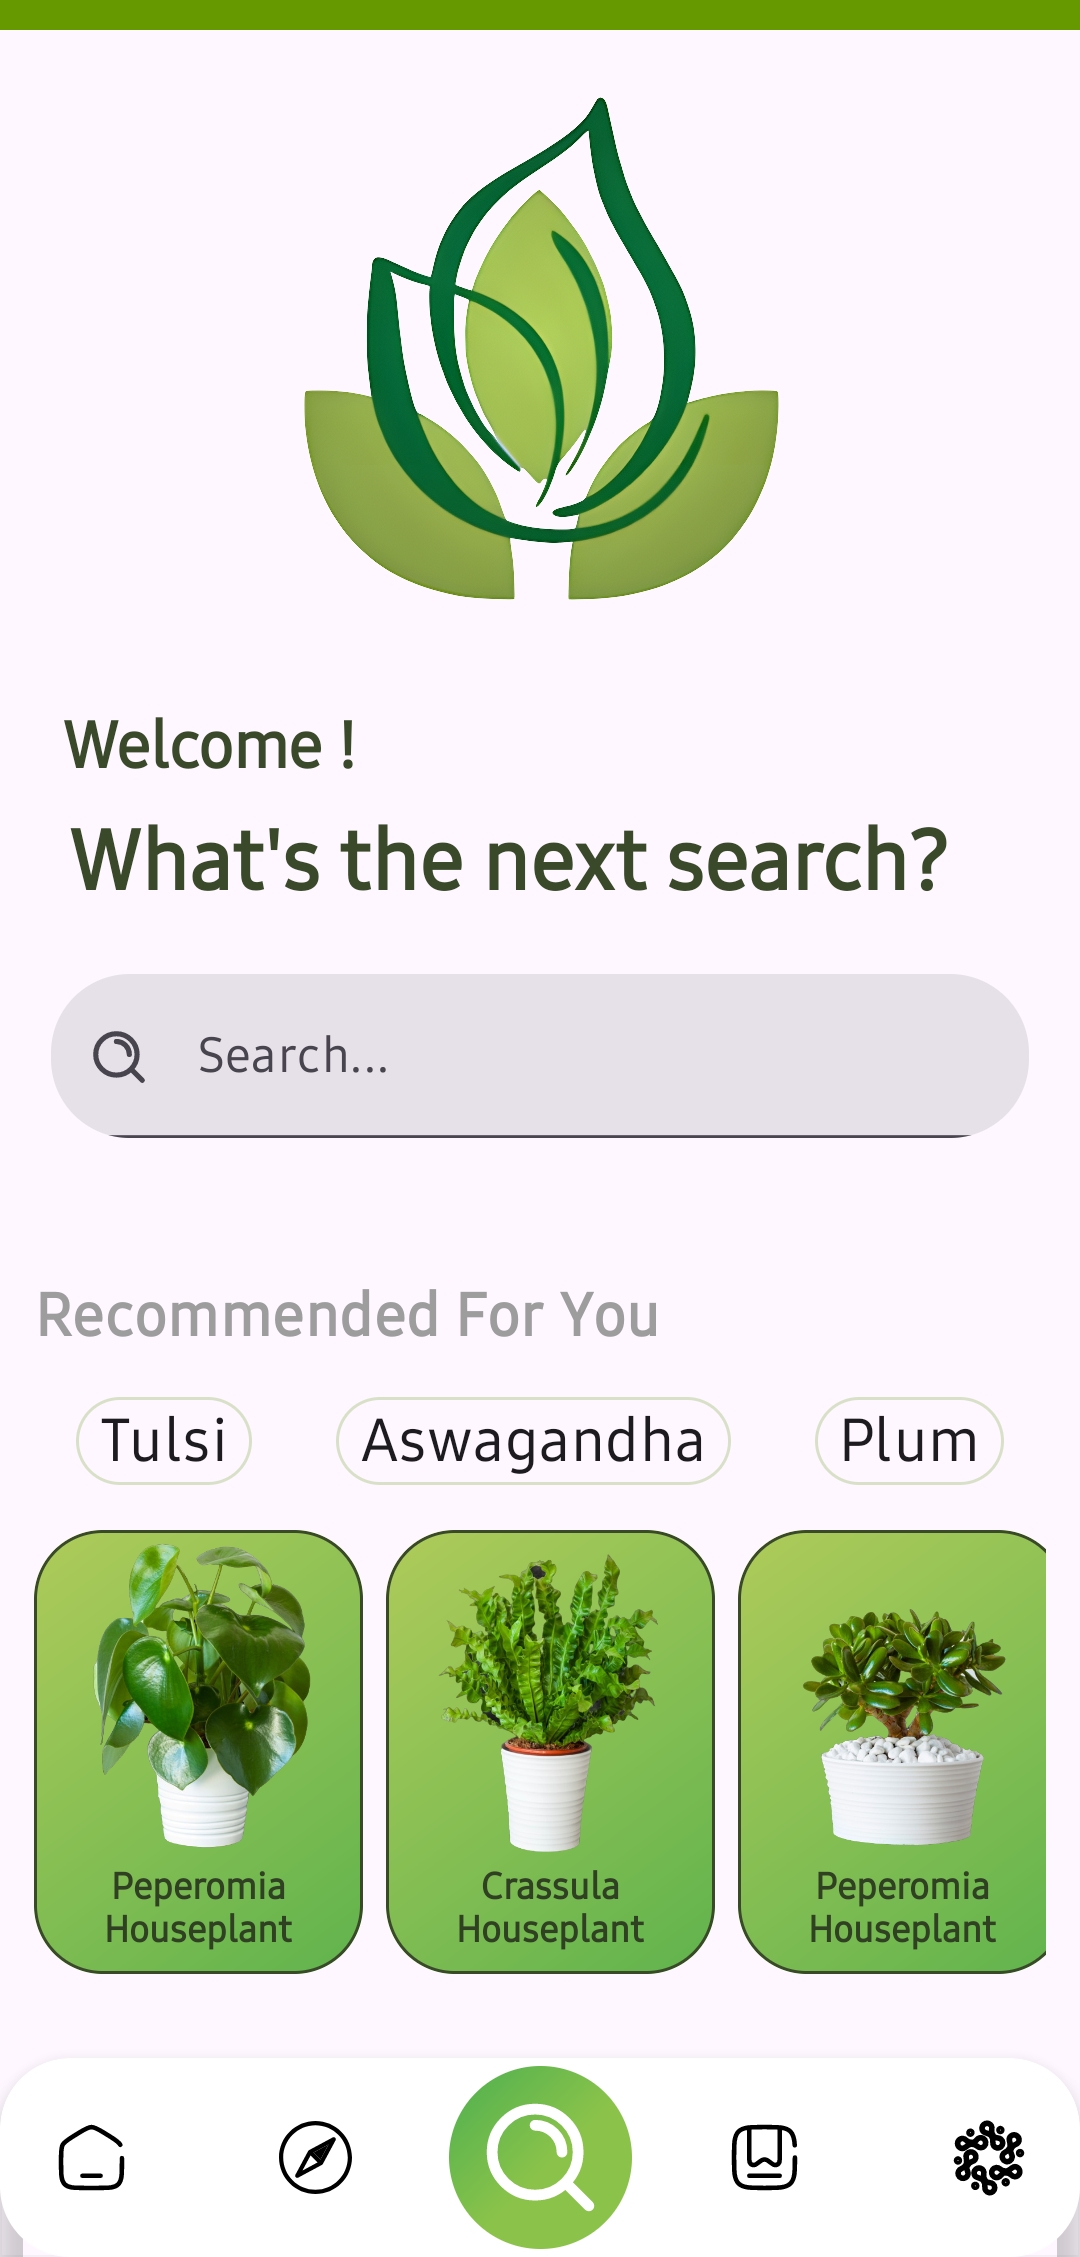 Welcome !
What's the next search?
Search...
Recommended For You
Tulsi
Aswagandha
Plum
Peperomia
Houseplant
Crassula
Houseplant
Peperomia
Houseplant